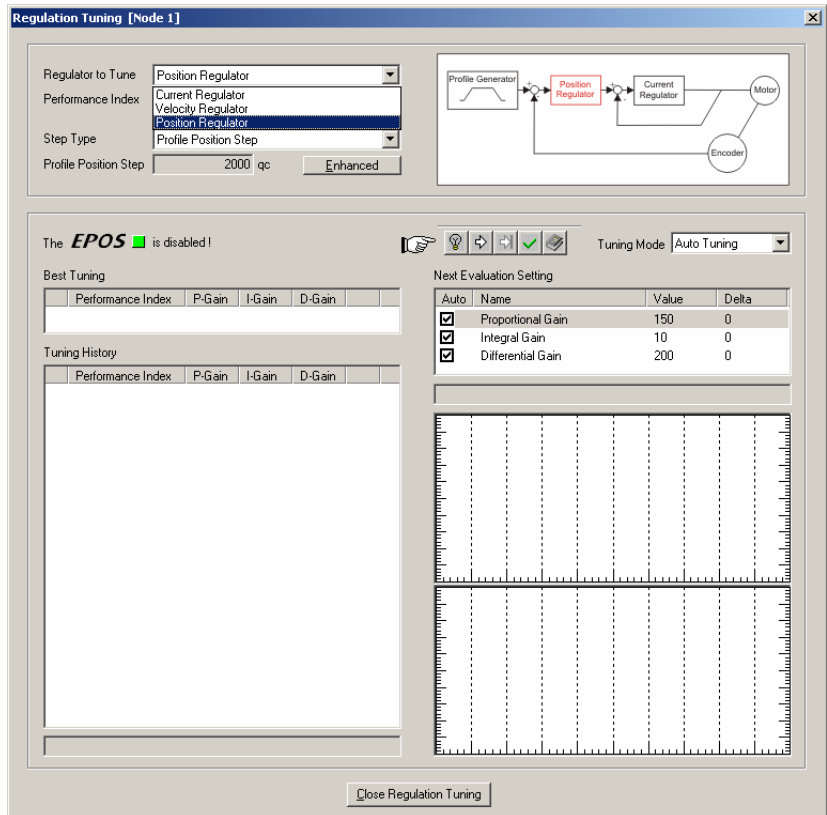 Regulation Tuning [Node 1]
Regulator to Tune Position Regulator
Performance Index Current Regulator
Velocity Regulator
Position Regulator
Step Type Profile Position Step
Profile Position Step 2000 qc Enhanced
Profile Generator
+
-
Position
Regulator
+
-
Current
Regulator
Motor
Encoder
The EPOS is disabled !
Tuning Mode Auto Tuning
Best Tuning
Performance Index P-Gain I-Gain D-Gain
Tuning History
Performance Index P-Gain I-Gain D-Gain
Next Evaluation Setting
Auto Name Value Delta
Proportional Gain 150 0
Integral Gain 10 0
Differential Gain 200 0
Close Regulation Tuning